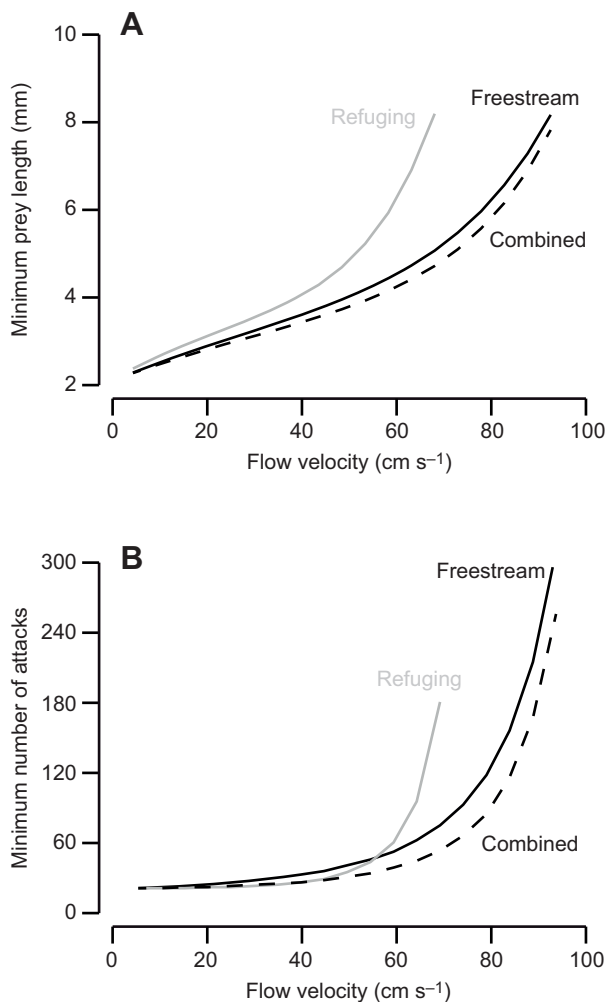 A
10
8
6
4
2
Minimum prey length (mm)
Refuging
Freestream
Combined
0 20 40 60 80 100
Flow velocity (cm s–1)
B
300
240
180
120
60
0
Minimum number of attacks
Freestream
Refuging
Combined
0 20 40 60 80 100
Flow velocity (cm s–1)